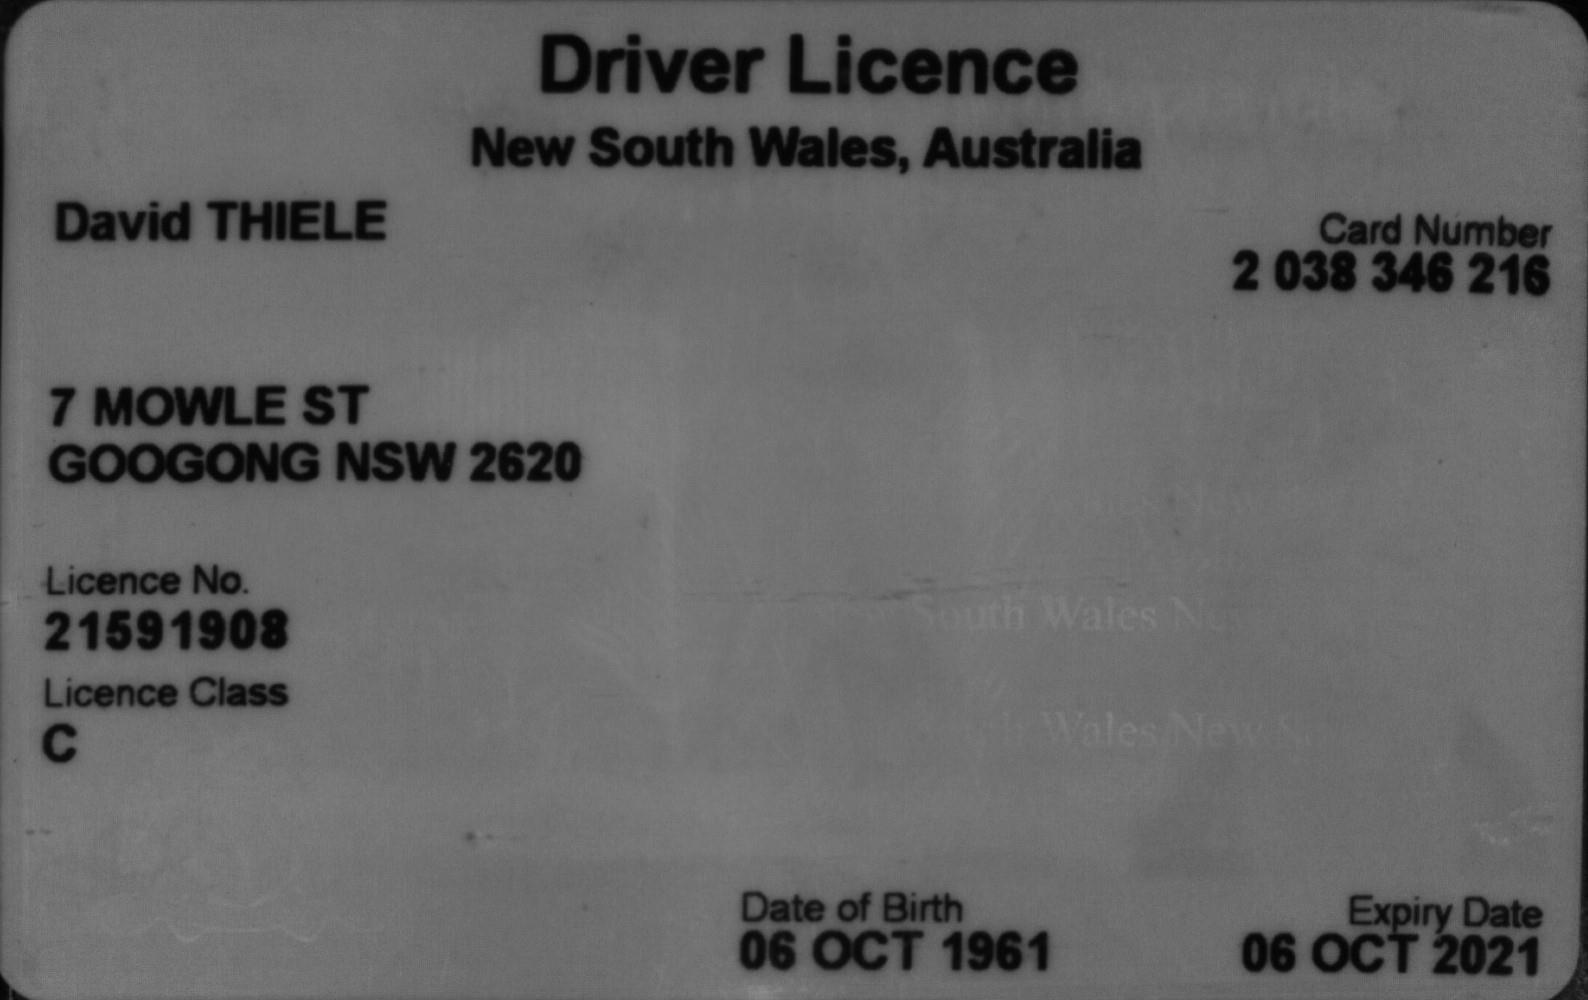 Driver Licence
New South Wales, Australia
David THIELE
Card Number
2 038 346 216
7 MOWLE ST
GOOGONG NSW 2620
Licence No.
21591908
South Wales
Licence Class
C
Wales New
Date of Birth
06 OCT 1961
Expiry Date
06 OCT 2021